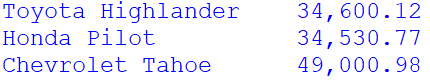 Toyota Highlander    34,600.12
Honda Pilot          34,530.77
Chevrolet Tahoe      49,000.98